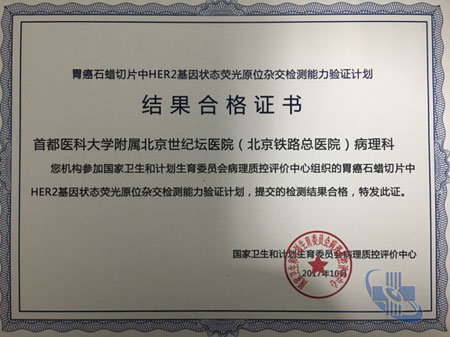 胃癌石蜡切片中HER2基因状态荧光原位杂交检测能力验证计划
结果合格证书
首都医科大学附属北京世纪坛医院（北京铁路总医院）病理科
您机构参加国家卫生和计划生育委员会病理质控评价中心组织的胃癌石蜡切片中
HER2基因状态荧光原位杂交检测能力验证计划，提交的检测结果合格，特发此证。
国家卫生和计划生育委员会病理质控评价中心
2017年10月